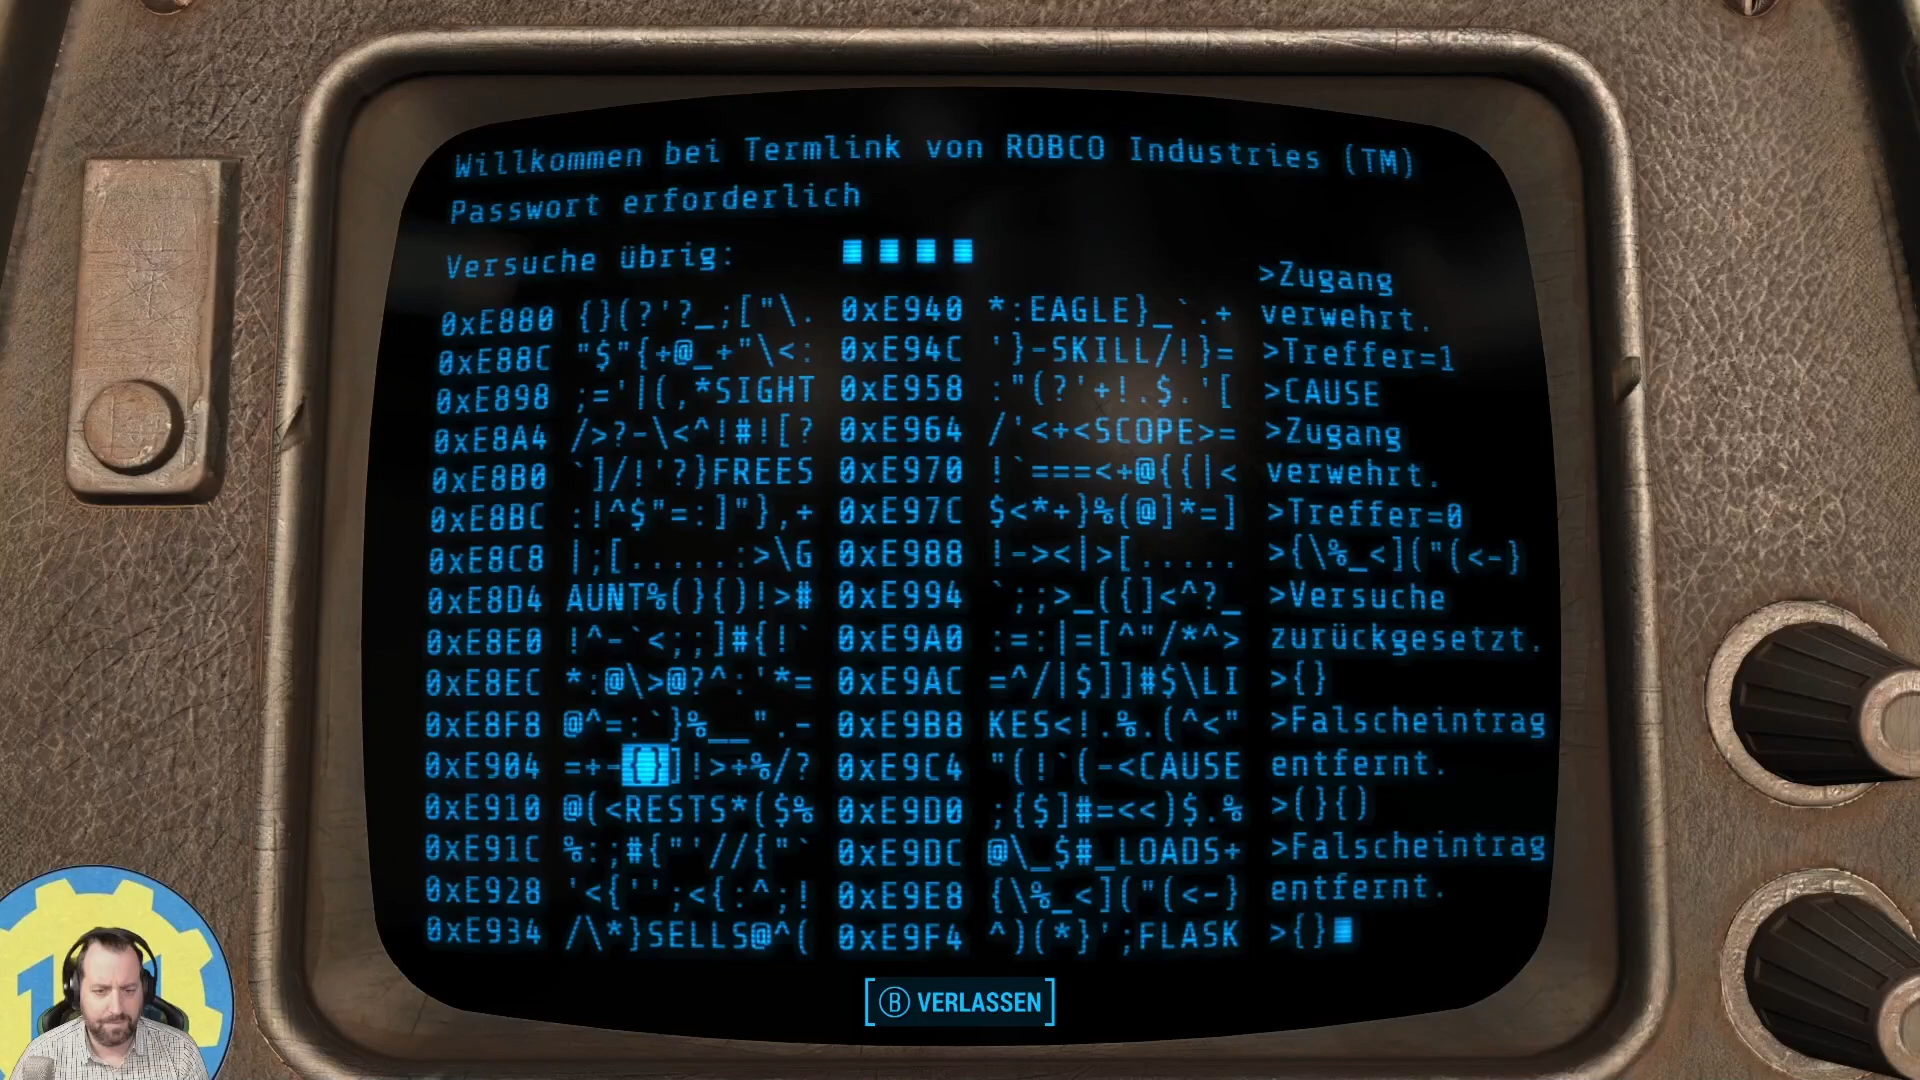 Willkommen bei Termlink von ROBCO Industries (TM)
Passwort erforderlich
Versuche übrig:
0xE880 {}(?'?_;["\. 0xE940 *:EAGLE}_`.+
0xE88C "$"{+@_+"\<: 0xE94C '}-SKILL/!}=
0xE898 ;='|(,*SIGHT 0xE958 :"(?'+!.$.'[
0xE8A4 />?-\<^!#![? 0xE964 /'<+<SCOPE>=
0xE8B0 `]/!'?}FREES 0xE970 !`===<+@{{|<
0xE8BC :!^$"=:]"},+ 0xE97C $<*+}%(@]*=]
0xE8C8 |;[......:>\G 0xE988 !-><|>[.....
0xE8D4 AUNT%(}{()!># 0xE994 `;;>_({]<^?_
0xE8E0 !^-`<;;]#{!` 0xE9A0 :=:|=[^"/*^>
0xE8EC *:@\>@?^:'*= 0xE9AC =^/|$]]#$\LI
0xE8F8 @^=:`}%__".- 0xE9B8 KES<!.%.(^<"
0xE904 =+-{}]!>+%/? 0xE9C4 "(!`(-<CAUSE
0xE910 @(<RESTS*($% 0xE9D0 ;{$]#=<<)$.%
0xE91C %:;#{"'//{"` 0xE9DC @\_$#_LOADS+
0xE928 '<{'';<{:^;! 0xE9E8 {\%_<]("(<-}
0xE934 /\*}SELLS@^( 0xE9F4 ^)(*}';FLASK
>Zugang
verwehrt.
>Treffer=1
>CAUSE
>Zugang
verwehrt.
>Treffer=0
>{\%_<]("(<-}
>Versuche
zurückgesetzt.
>{}
>Falscheintrag
entfernt.
>(}{()
>Falscheintrag
entfernt.
>{}
B VERLASSEN